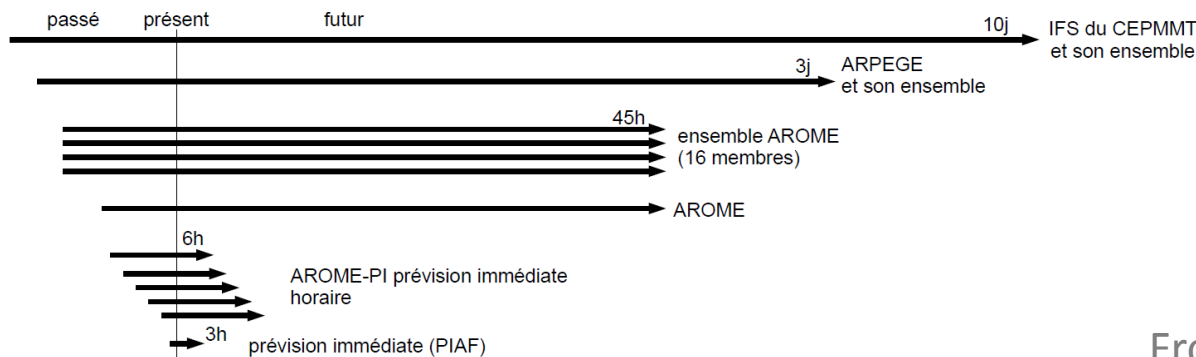 passé présent futur
10j
IFS du CEPMMT
et son ensemble
3j
ARPEGE
et son ensemble
45h
ensemble AROME
(16 membres)
AROME
6h
AROME-PI prévision immédiate
horaire
3h
prévision immédiate (PIAF)